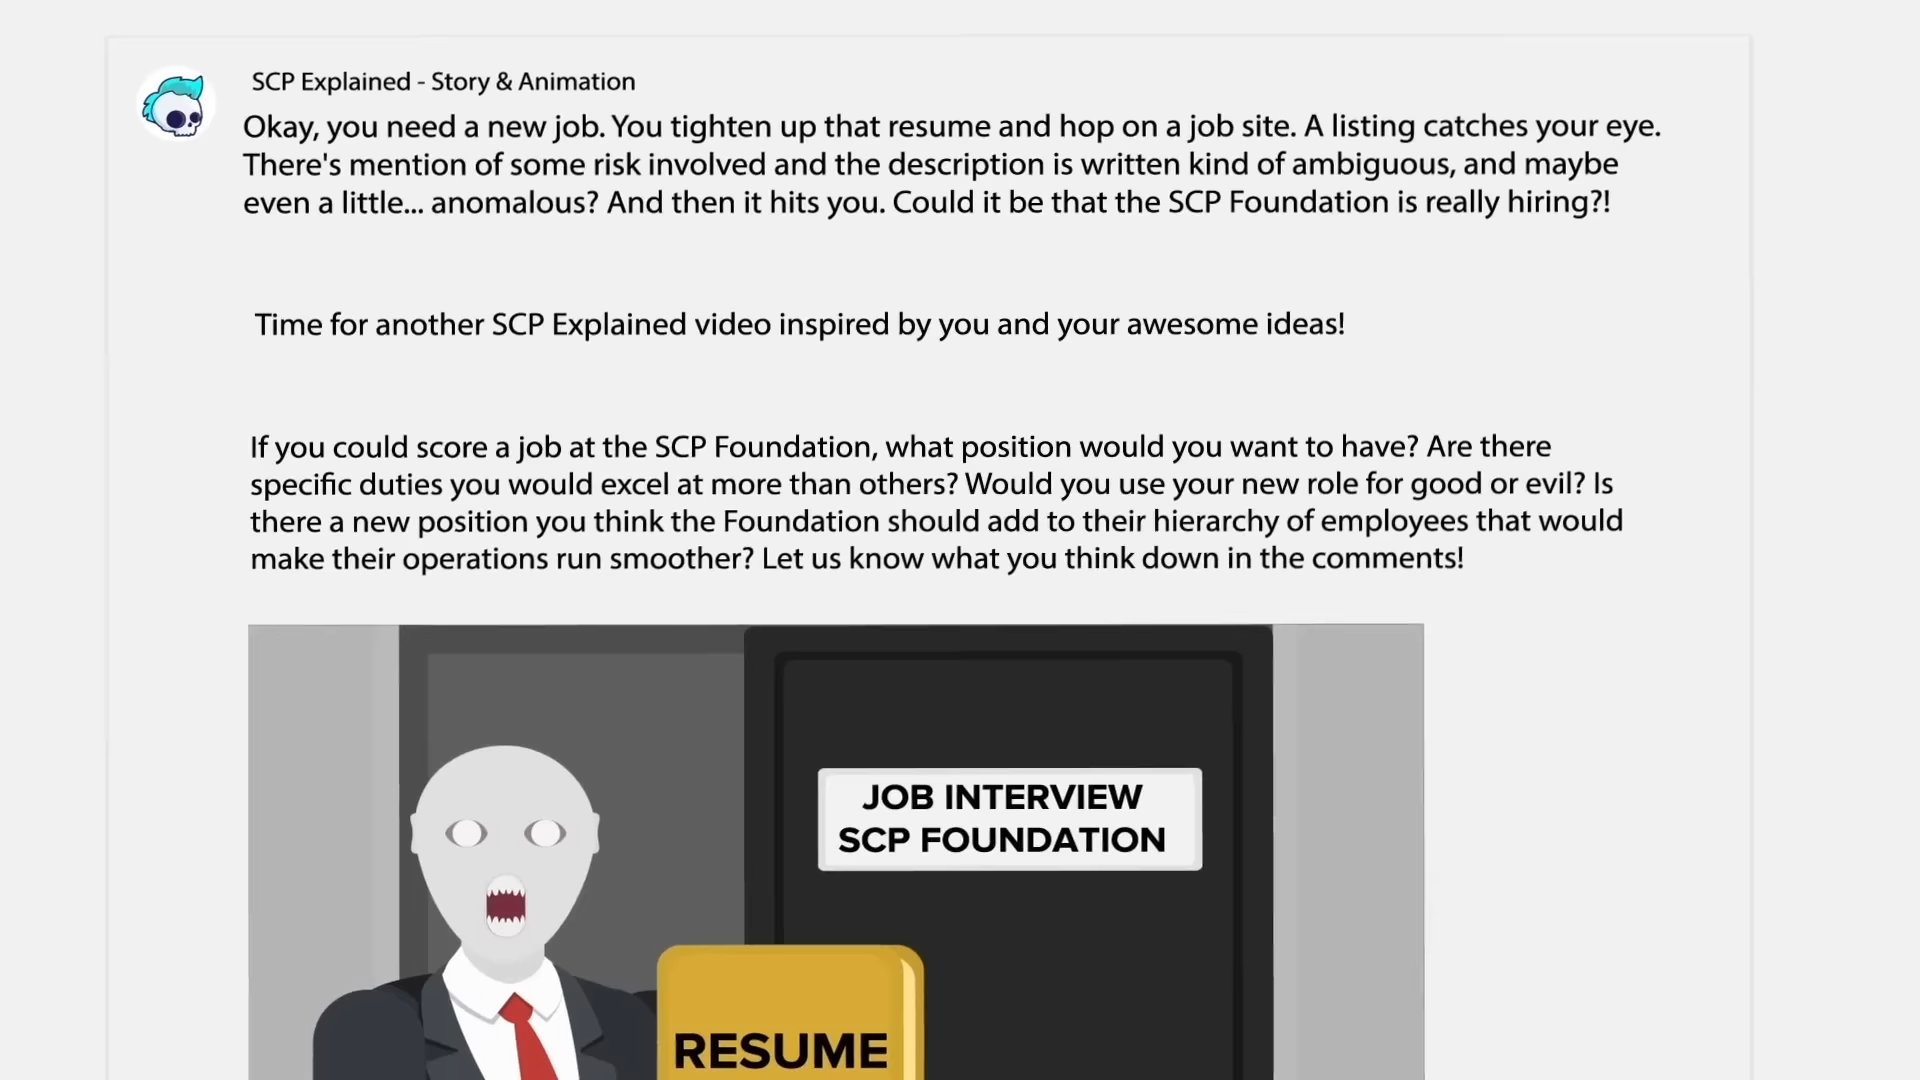 SCP Explained - Story & Animation
Okay, you need a new job. You tighten up that resume and hop on a job site. A listing catches your eye.
There's mention of some risk involved and the description is written kind of ambiguous, and maybe
even a little... anomalous? And then it hits you. Could it be that the SCP Foundation is really hiring?!
Time for another SCP Explained video inspired by you and your awesome ideas!
If you could score a job at the SCP Foundation, what position would you want to have? Are there
specific duties you would excel at more than others? Would you use your new role for good or evil? Is
there a new position you think the Foundation should add to their hierarchy of employees that would
make their operations run smoother? Let us know what you think down in the comments!
JOB INTERVIEW
SCP FOUNDATION
RESUME